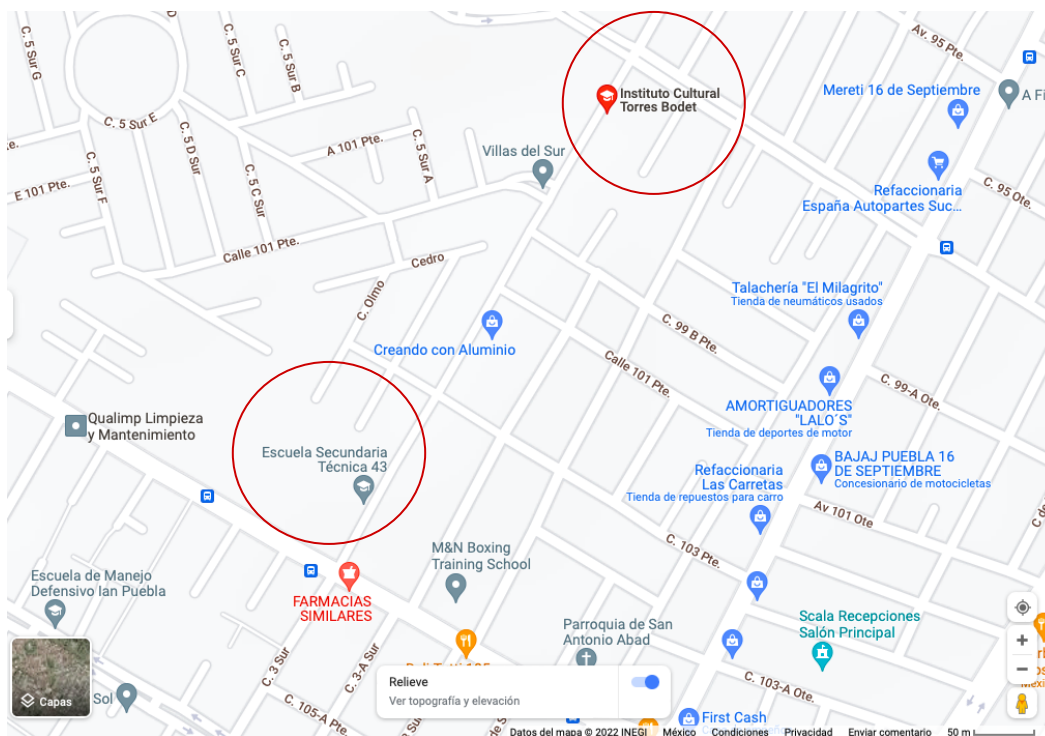 C. 5 Sur G
C. 5 Sur C
C. 5 Sur B
C. 5 Sur E
C. 5 D Sur
C. 5 C Sur
C. 5 Sur F
E 101 Pte.
A 101 Pte.
C. 5 Sur A
Calle 101 Pte.
Cedro
C. Olmo
Villas del Sur
Instituto Cultural
Torres Bodet
Av. 95 Pte.
Mereti 16 de Septiembre
A Fi
Refaccionaria
España Autopartes Suc...
C. 95 Ote.
Talachería "El Milagrito"
Tienda de neumáticos usados
C. 99 B Pte.
Creando con Aluminio
Calle 101 Pte.
C. 99-A Ote.
AMORTIGUADORES
"LALO´S"
Tienda de deportes de motor
Qualimp Limpieza
y Mantenimiento
Escuela Secundaria
Técnica 43
BAJAJ PUEBLA 16
DE SEPTIEMBRE
Concesionario de motocicletas
Refaccionaria
Las Carretas
Tienda de repuestos para carro
Av 101 Ote
C. 103 Pte.
M&N Boxing
Training School
Escuela de Manejo
Defensivo Ian Puebla
FARMACIAS
SIMILARES
Parroquia de San
Antonio Abad
Scala Recepciones
Salón Principal
C. 3 Sur
C. 3-A Sur
C. 103-A Ote.
C. 105-A Pte.
Sol
Capas
Relieve
Ver topografía y elevación
First Cash
Datos del mapa © 2022 INEGI
México
Condiciones
Privacidad
Enviar comentario
50 m